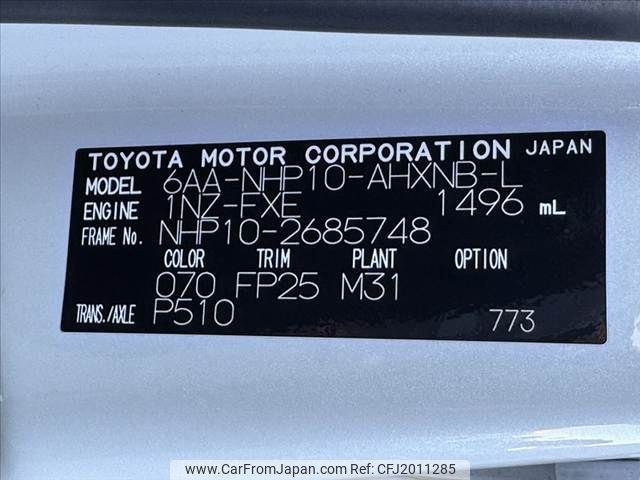 TOYOTA MOTOR CORPORATION JAPAN
MODEL 6AA-NHP10-AHXNB-L
ENGINE 1NZ-FXE 1496 mL
FRAME No. NHP10-2685748
COLOR TRIM PLANT OPTION
070 FP25 M31
TRANS./AXLE P510 773
www.CarFromJapan.com | CFJ2011285